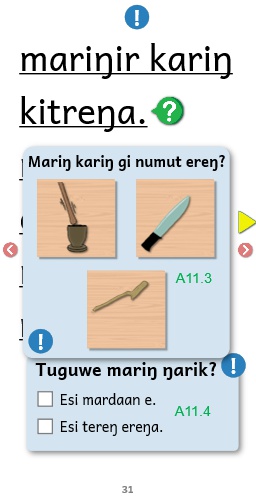 mariŋir kariŋ
kitreŋa.
?
Mariŋ kariŋ gi numut ereŋ?
A11.3
Tuguwe mariŋ ŋarik?
Esi mardaan e.
A11.4
Esi tereŋ ereŋa.
31